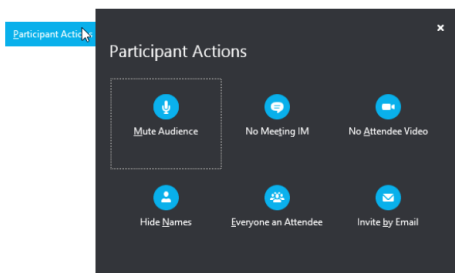 Participant Actions
Participant Actions
Mute Audience
No Meeting IM
No Attendee Video
Hide Names
Everyone an Attendee
Invite by Email